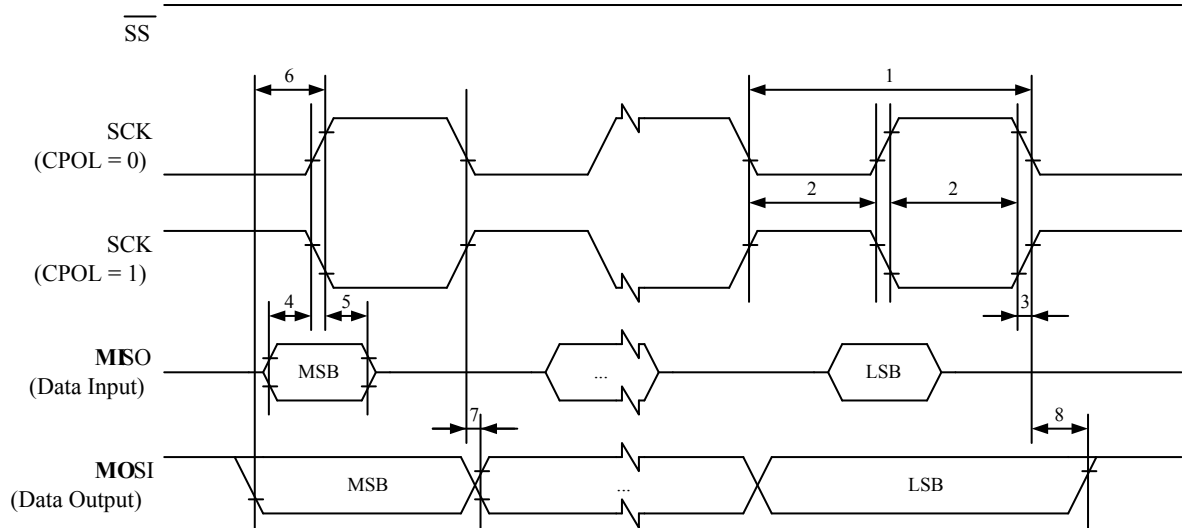 SS
6
1
SCK
(CPOL = 0)
2
2
SCK
(CPOL = 1)
4
5
3
MISO
(Data Input)
MSB
...
LSB
7
8
MOSI
(Data Output)
MSB
...
LSB